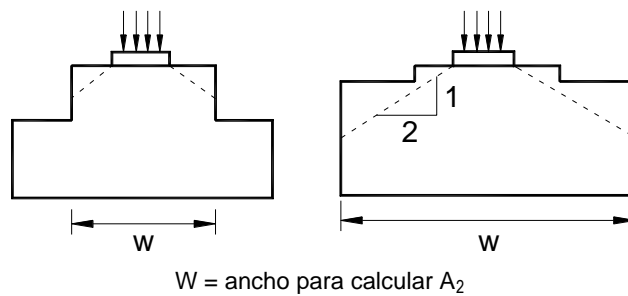 1
2
w
w
W = ancho para calcular A₂